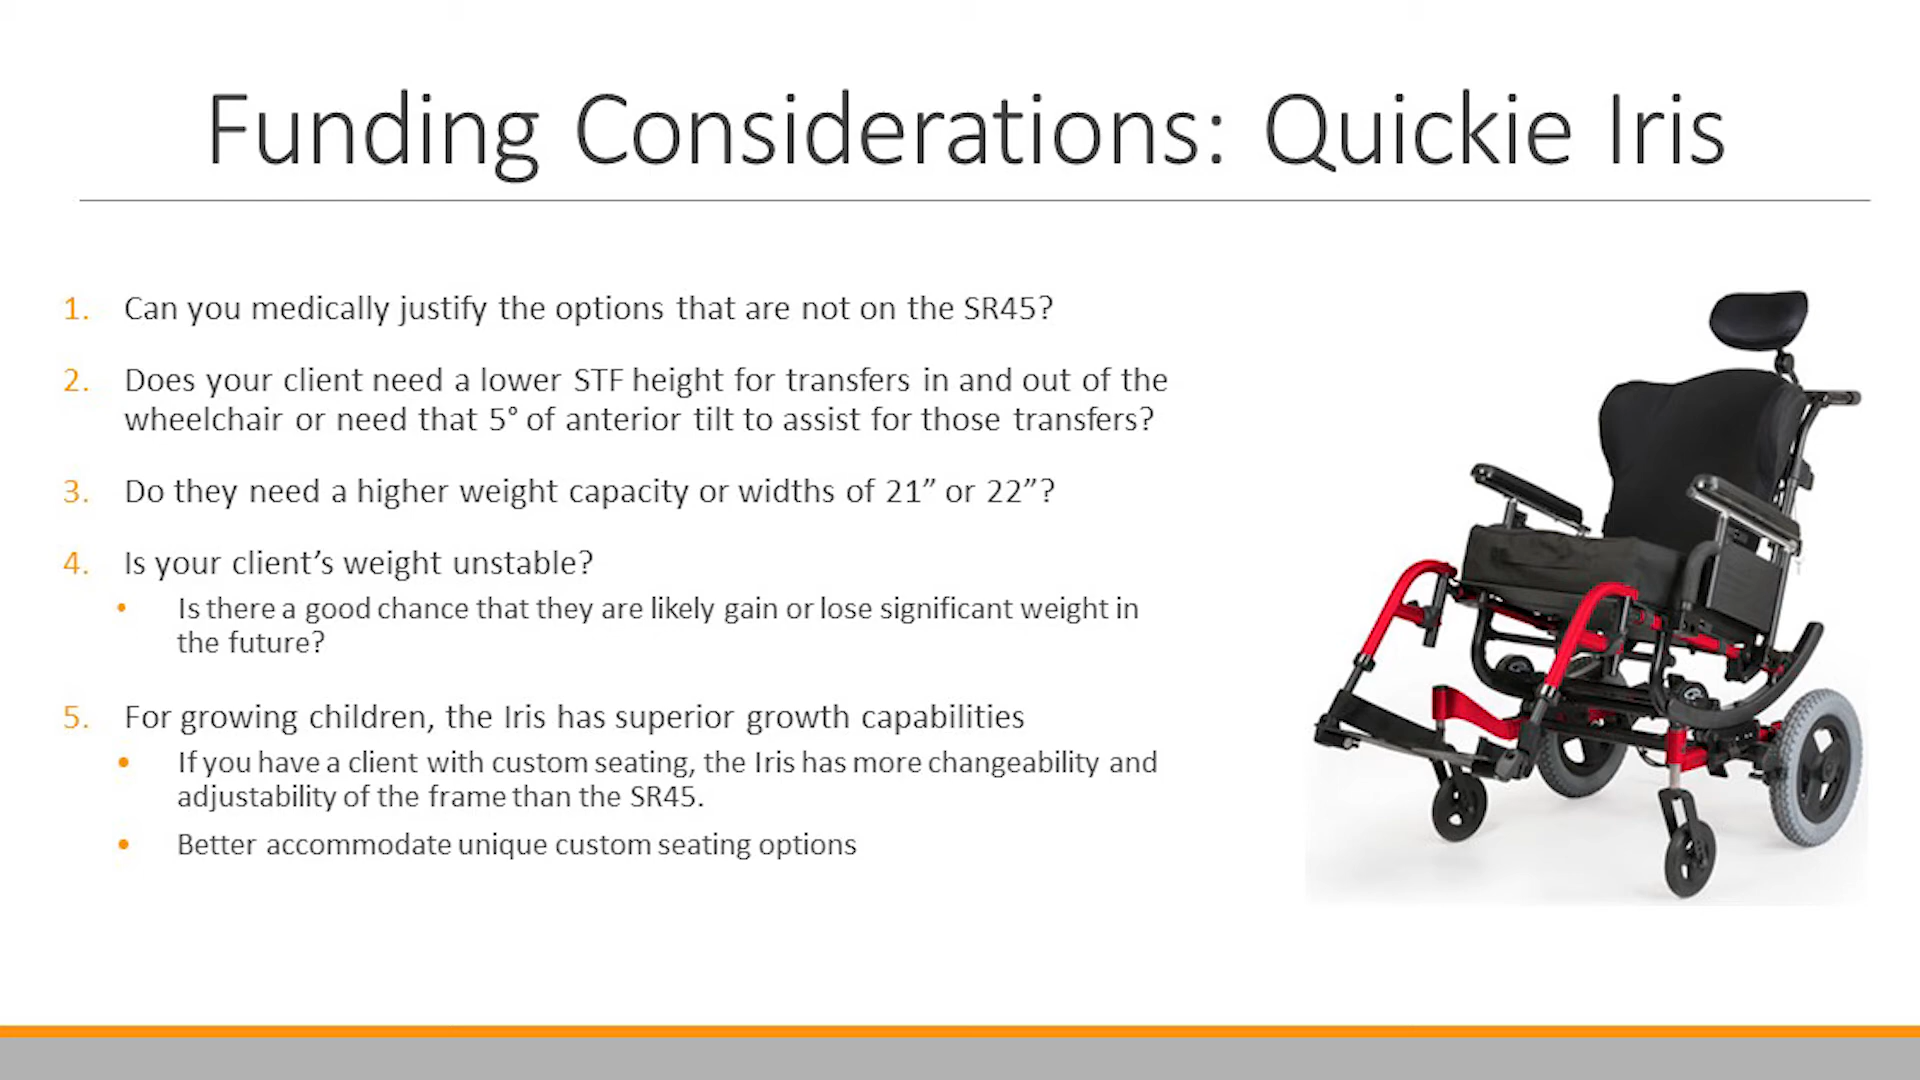 Funding Considerations: Quickie Iris
1. Can you medically justify the options that are not on the SR45?
2. Does your client need a lower STF height for transfers in and out of the
wheelchair or need that 5° of anterior tilt to assist for those transfers?
3. Do they need a higher weight capacity or widths of 21” or 22”?
4. Is your client’s weight unstable?
• Is there a good chance that they are likely gain or lose significant weight in
the future?
5. For growing children, the Iris has superior growth capabilities
• If you have a client with custom seating, the Iris has more changeability and
adjustability of the frame than the SR45.
• Better accommodate unique custom seating options